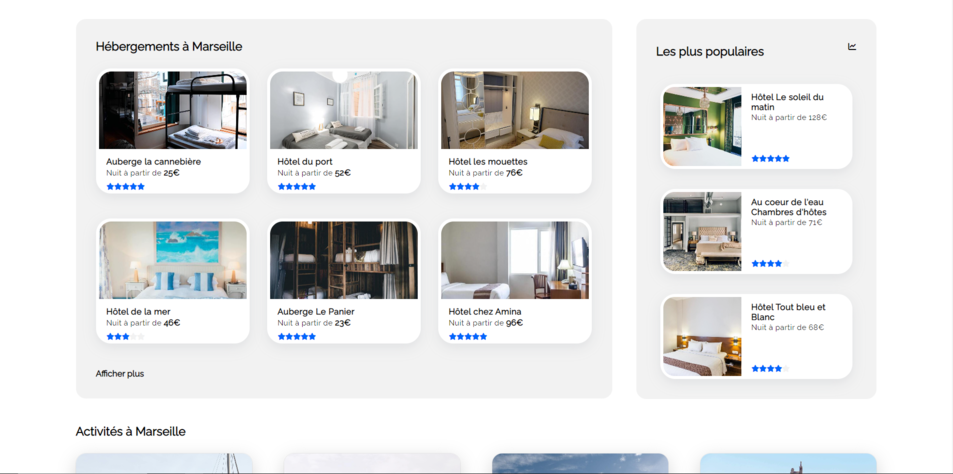 Hébergements à Marseille
Auberge la cannebière
Nuit à partir de 25€
Hôtel du port
Nuit à partir de 52€
Hôtel les mouettes
Nuit à partir de 76€
Hôtel de la mer
Nuit à partir de 46€
Auberge Le Panier
Nuit à partir de 23€
Hôtel chez Amina
Nuit à partir de 96€
Afficher plus
Les plus populaires
Hôtel Le soleil du
matin
Nuit à partir de 128€
Au coeur de l'eau
Chambres d'hôtes
Nuit à partir de 71€
Hôtel Tout bleu et
Blanc
Nuit à partir de 68€
Activités à Marseille